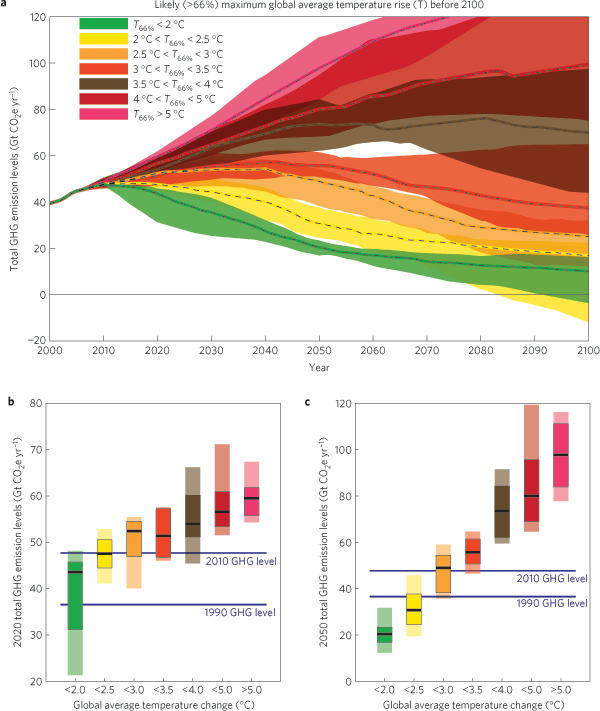 a
Likely (>66%) maximum global average temperature rise (T) before 2100
120
100
80
60
40
20
0
−20
Total GHG emission levels (Gt CO₂e yr⁻¹)
T₆₆% < 2 °C
2 °C < T₆₆% < 2.5 °C
2.5 °C < T₆₆% < 3 °C
3 °C < T₆₆% < 3.5 °C
3.5 °C < T₆₆% < 4 °C
4 °C < T₆₆% < 5 °C
T₆₆% > 5 °C
2000 2010 2020 2030 2040 2050 2060 2070 2080 2090 2100
Year
b
80
70
60
50
40
30
20
2020 total GHG emission levels (Gt CO₂e yr⁻¹)
2010 GHG level
1990 GHG level
<2.0 <2.5 <3.0 <3.5 <4.0 <5.0 >5.0
Global average temperature change (°C)
c
120
100
80
60
40
20
0
2050 total GHG emission levels (Gt CO₂e yr⁻¹)
2010 GHG level
1990 GHG level
<2.0 <2.5 <3.0 <3.5 <4.0 <5.0 >5.0
Global average temperature change (°C)